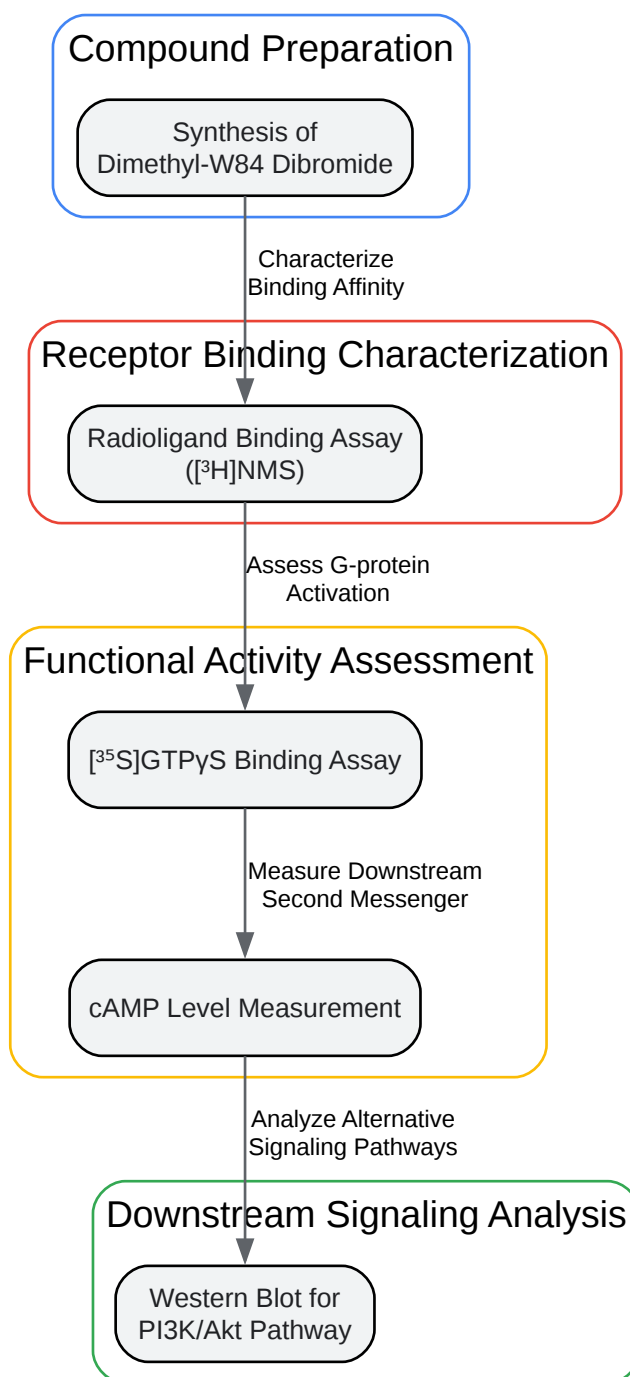 Compound Preparation
Synthesis of
Dimethyl-W84 Dibromide
Characterize
Binding Affinity
Receptor Binding Characterization
Radioligand Binding Assay
([³H]NMS)
Assess G-protein
Activation
Functional Activity Assessment
[³⁵S]GTPγS Binding Assay
Measure Downstream
Second Messenger
cAMP Level Measurement
Analyze Alternative
Signaling Pathways
Downstream Signaling Analysis
Western Blot for
PI3K/Akt Pathway